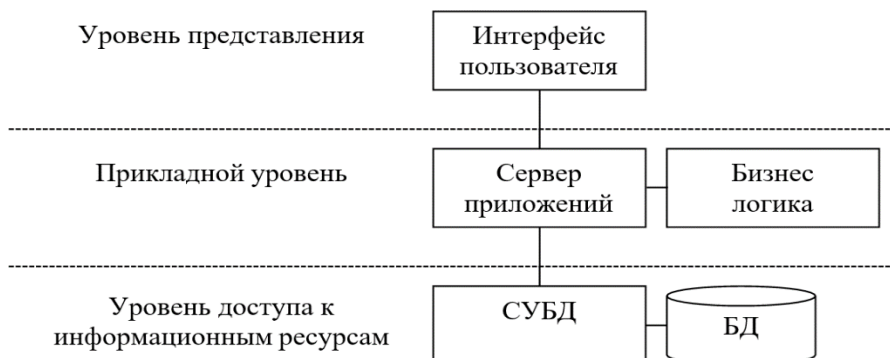 Уровень представления
Интерфейс
пользователя
Прикладной уровень
Сервер
приложений
Бизнес
логика
Уровень доступа к
информационным ресурсам
СУБД
БД